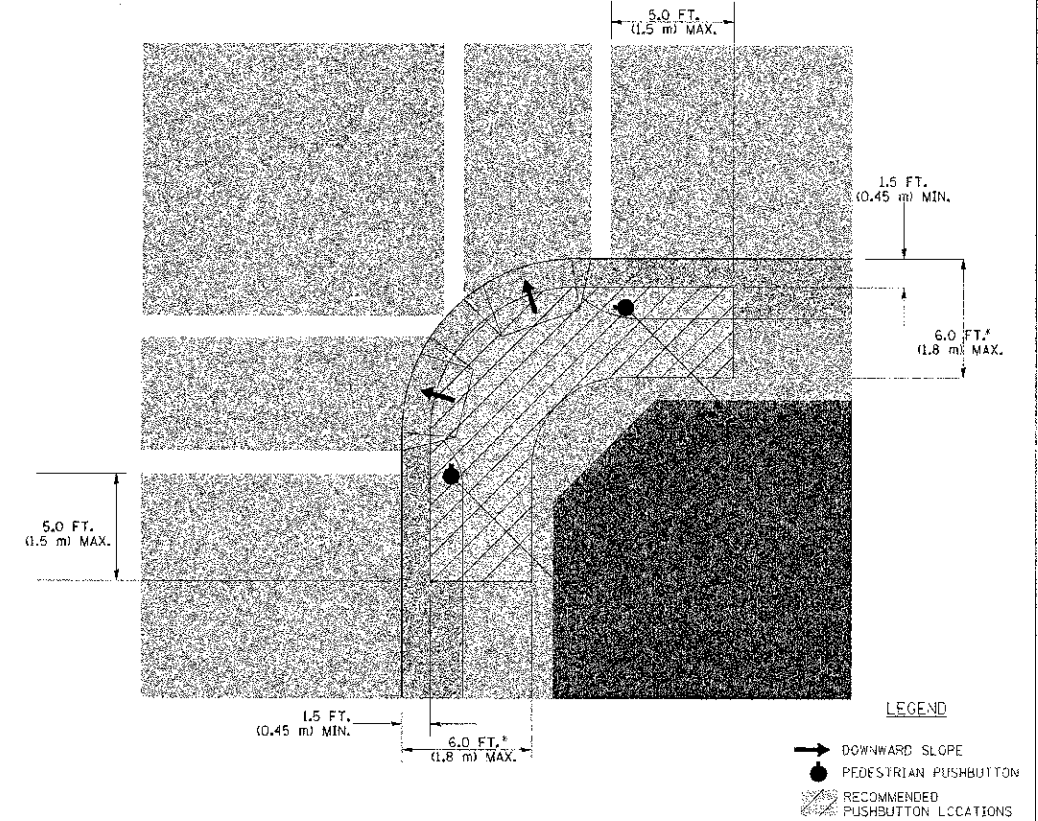 5.0 FT.
(1.5 m) MAX.
1.5 FT.
(0.45 m) MIN.
6.0 FT.*
(1.8 m) MAX.
5.0 FT.
(1.5 m) MAX.
1.5 FT.
(0.45 m) MIN.
6.0 FT.*
(1.8 m) MAX.
LEGEND
DOWNWARD SLOPE
PEDESTRIAN PUSHBUTTON
RECOMMENDED
PUSHBUTTON LOCATIONS